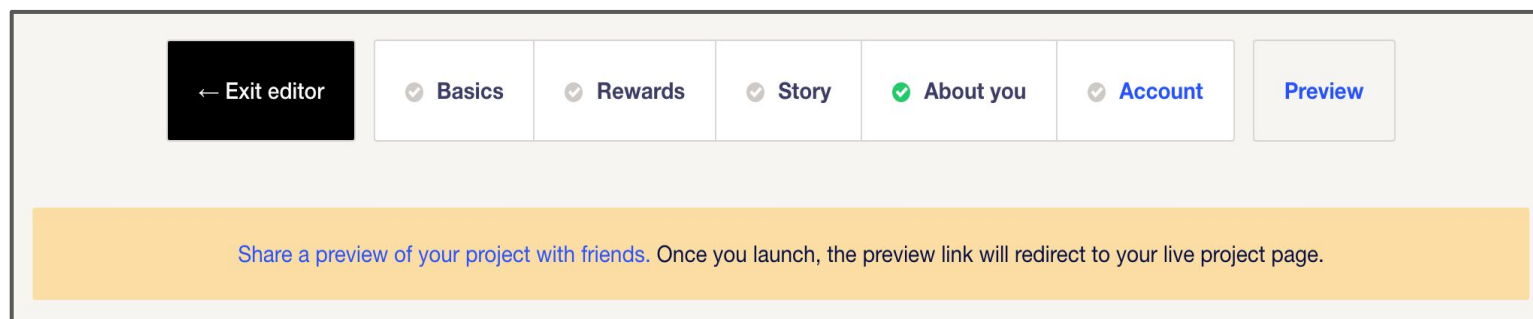 ← Exit editor
Basics
Rewards
Story
About you
Account
Preview
Share a preview of your project with friends. Once you launch, the preview link will redirect to your live project page.